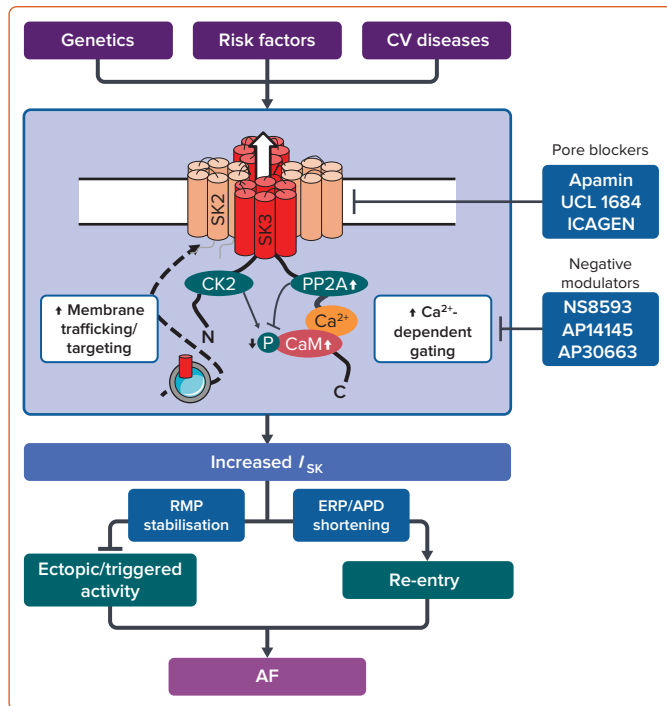 Genetics
Risk factors
CV diseases
Pore blockers
Apamin
UCL 1684
ICAGEN
SK2
SK3
CK2
PP2A⬆
Negative
modulators
NS8593
AP14145
AP30663
⬆ Membrane
trafficking/
targeting
N
Ca²⁺
⬇ P
CaM⬆
C
⬆ Ca²⁺-
dependent
gating
Increased I SK
RMP
stabilisation
ERP/APD
shortening
Ectopic/triggered
activity
Re-entry
AF